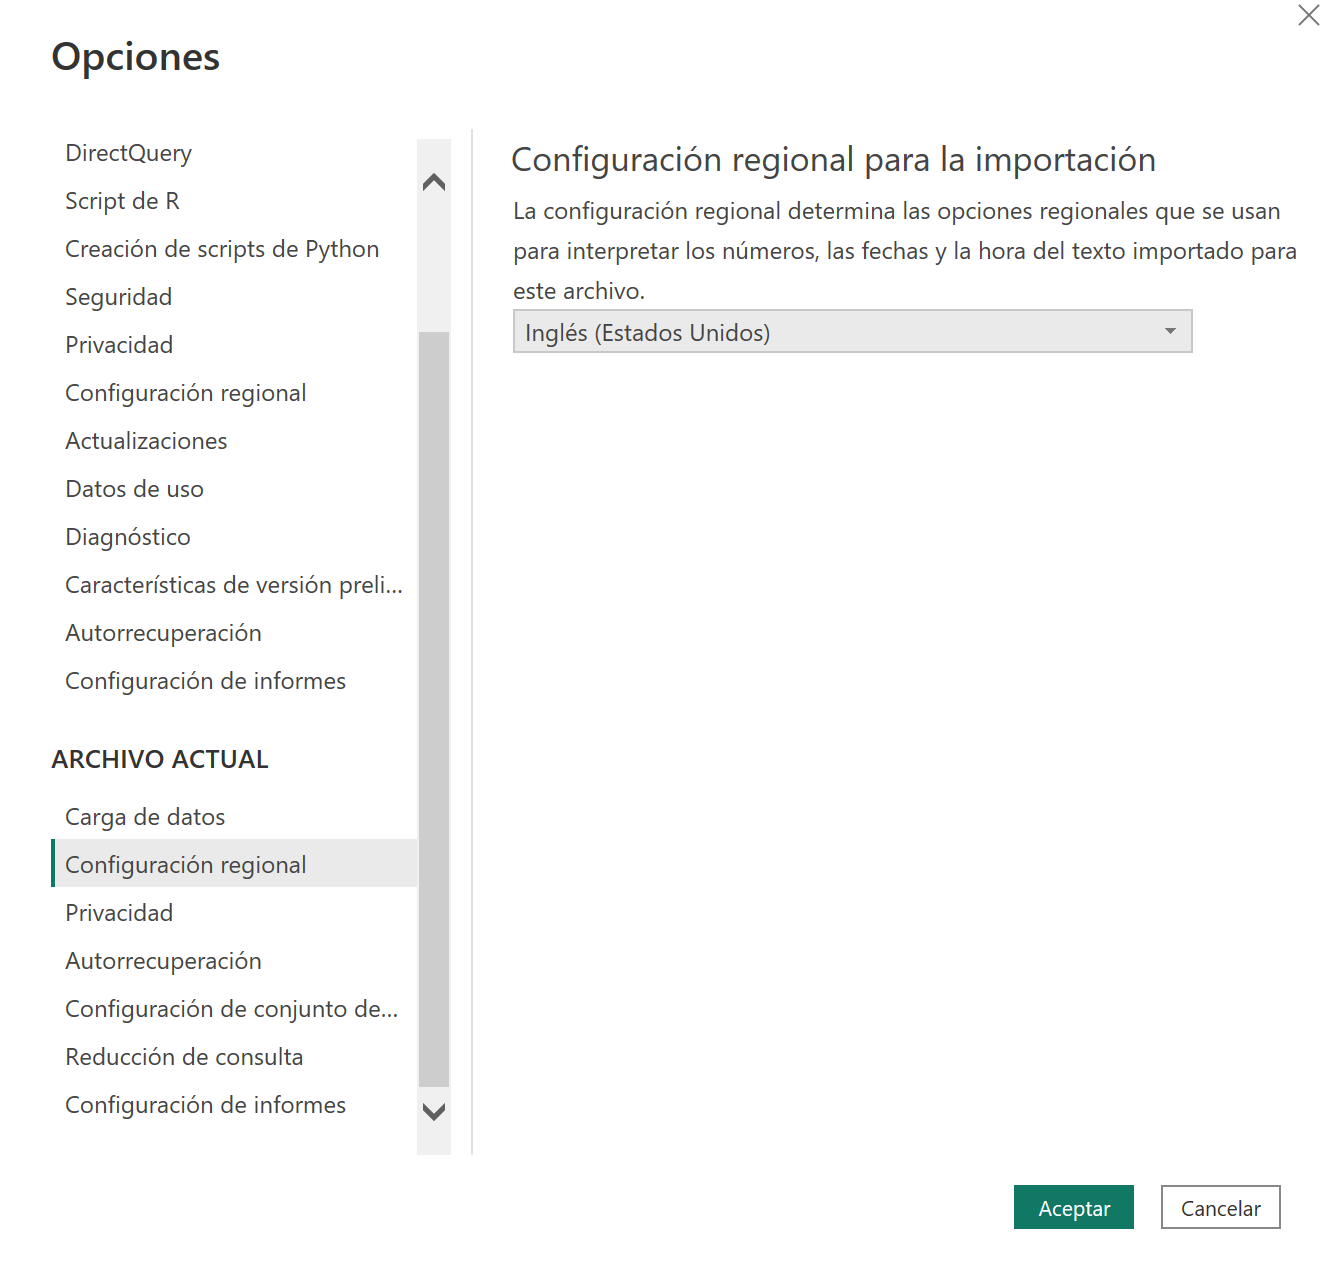 Opciones
DirectQuery
Script de R
Creación de scripts de Python
Seguridad
Privacidad
Configuración regional
Actualizaciones
Datos de uso
Diagnóstico
Características de versión preli...
Autorrecuperación
Configuración de informes
ARCHIVO ACTUAL
Carga de datos
Configuración regional
Privacidad
Autorrecuperación
Configuración de conjunto de...
Reducción de consulta
Configuración de informes
Configuración regional para la importación
La configuración regional determina las opciones regionales que se usan
para interpretar los números, las fechas y la hora del texto importado para
este archivo.
Inglés (Estados Unidos)
Aceptar
Cancelar